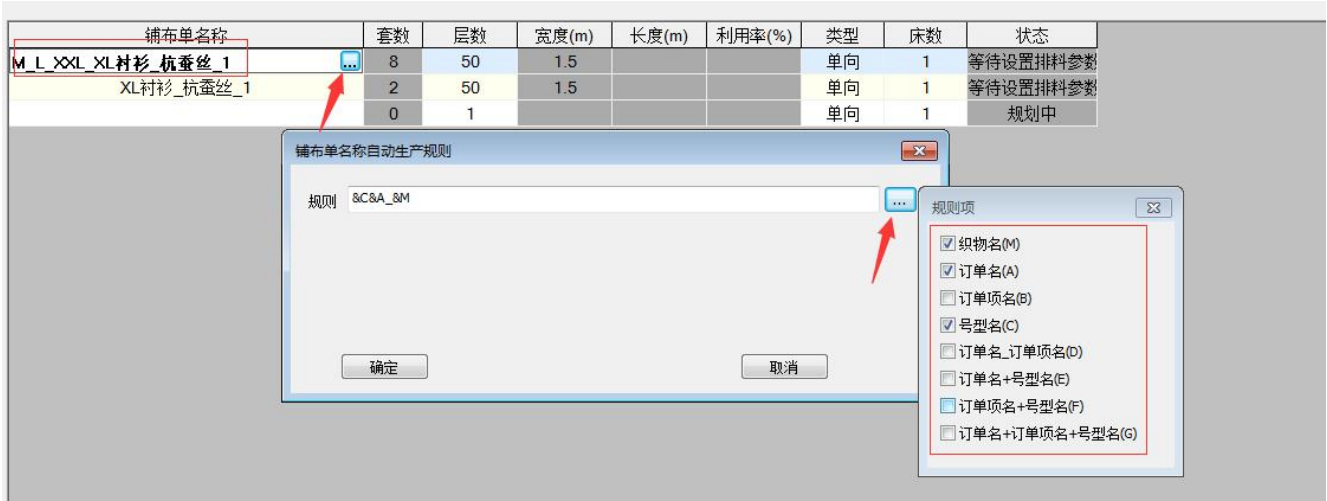 铺布单名称 套数 层数 宽度(m) 长度(m) 利用率(%) 类型 床数 状态
M_L_XXL_XL衬衫_杭蚕丝_1 ... 8 50 1.5 单向 1 等待设置排料参数
XL衬衫_杭蚕丝_1 2 50 1.5 单向 1 等待设置排料参数
0 1 单向 1 规划中
铺布单名称自动生产规则
规则 &C&A_&M ...
确定 取消
规则项
织物名(M)
订单名(A)
订单项名(B)
号型名(C)
订单名_订单项名(D)
订单名+号型名(E)
订单项名+号型名(F)
订单名+订单项名+号型名(G)